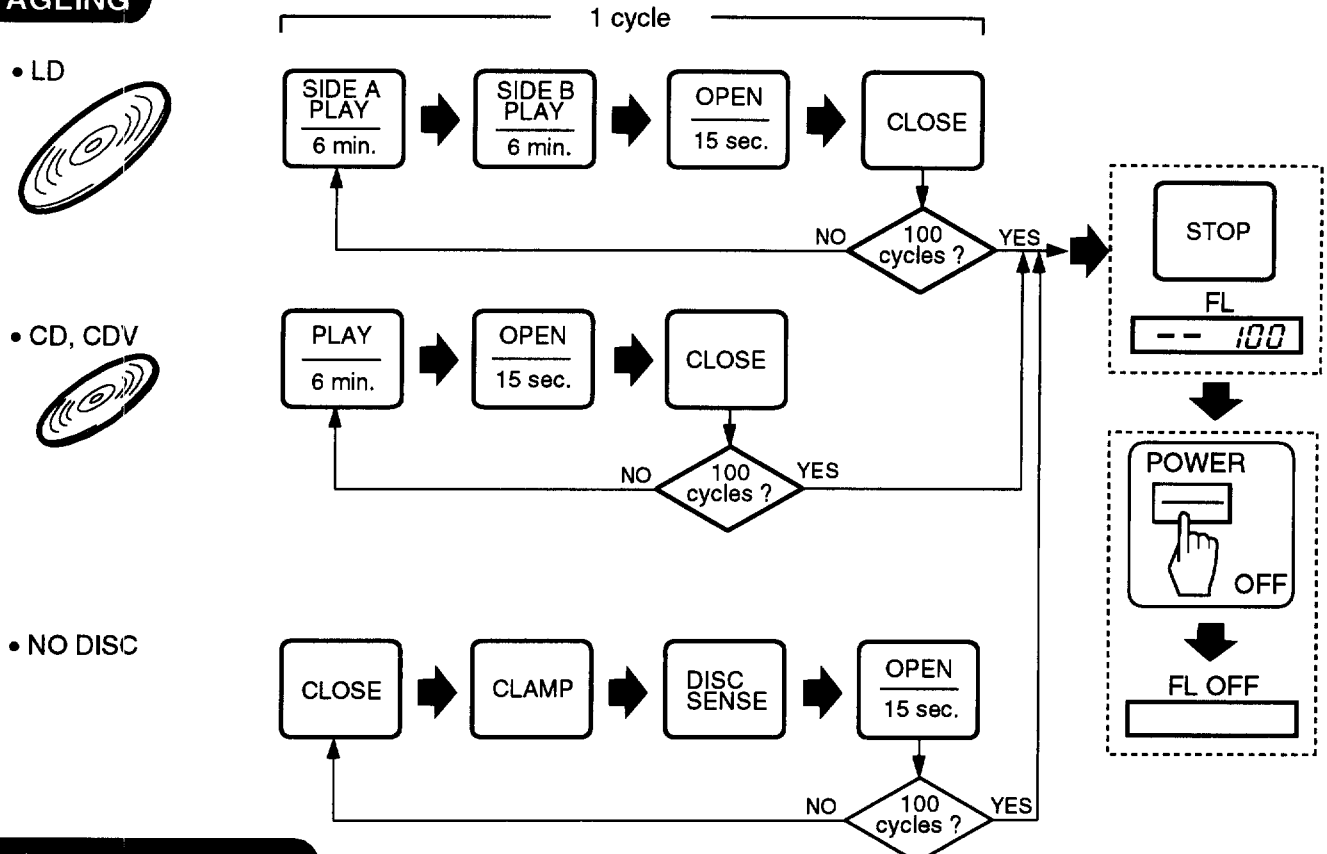 AGEING
1 cycle
• LD
SIDE A
PLAY
6 min.
SIDE B
PLAY
6 min.
OPEN
15 sec.
CLOSE
NO
100
cycles ?
YES
STOP
FL
-- 100
• CD, CDV
PLAY
6 min.
OPEN
15 sec.
CLOSE
NO
100
cycles ?
YES
POWER
OFF
FL OFF
• NO DISC
CLOSE
CLAMP
DISC
SENSE
OPEN
15 sec.
NO
100
cycles ?
YES